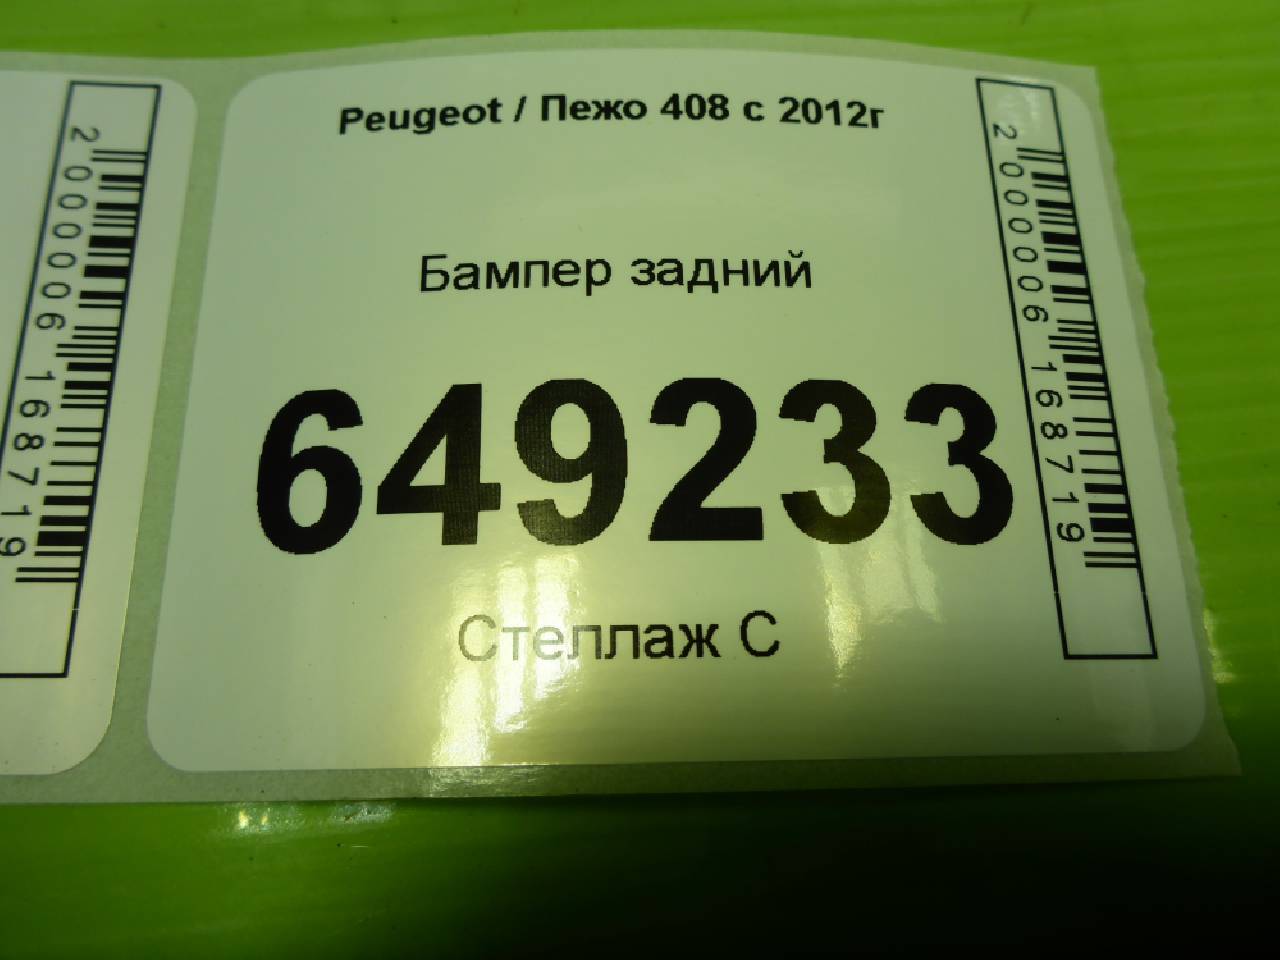 2000006168719
Peugeot / Пежо 408 с 2012г
Бампер задний
649233
Стеллаж С
2000006168719